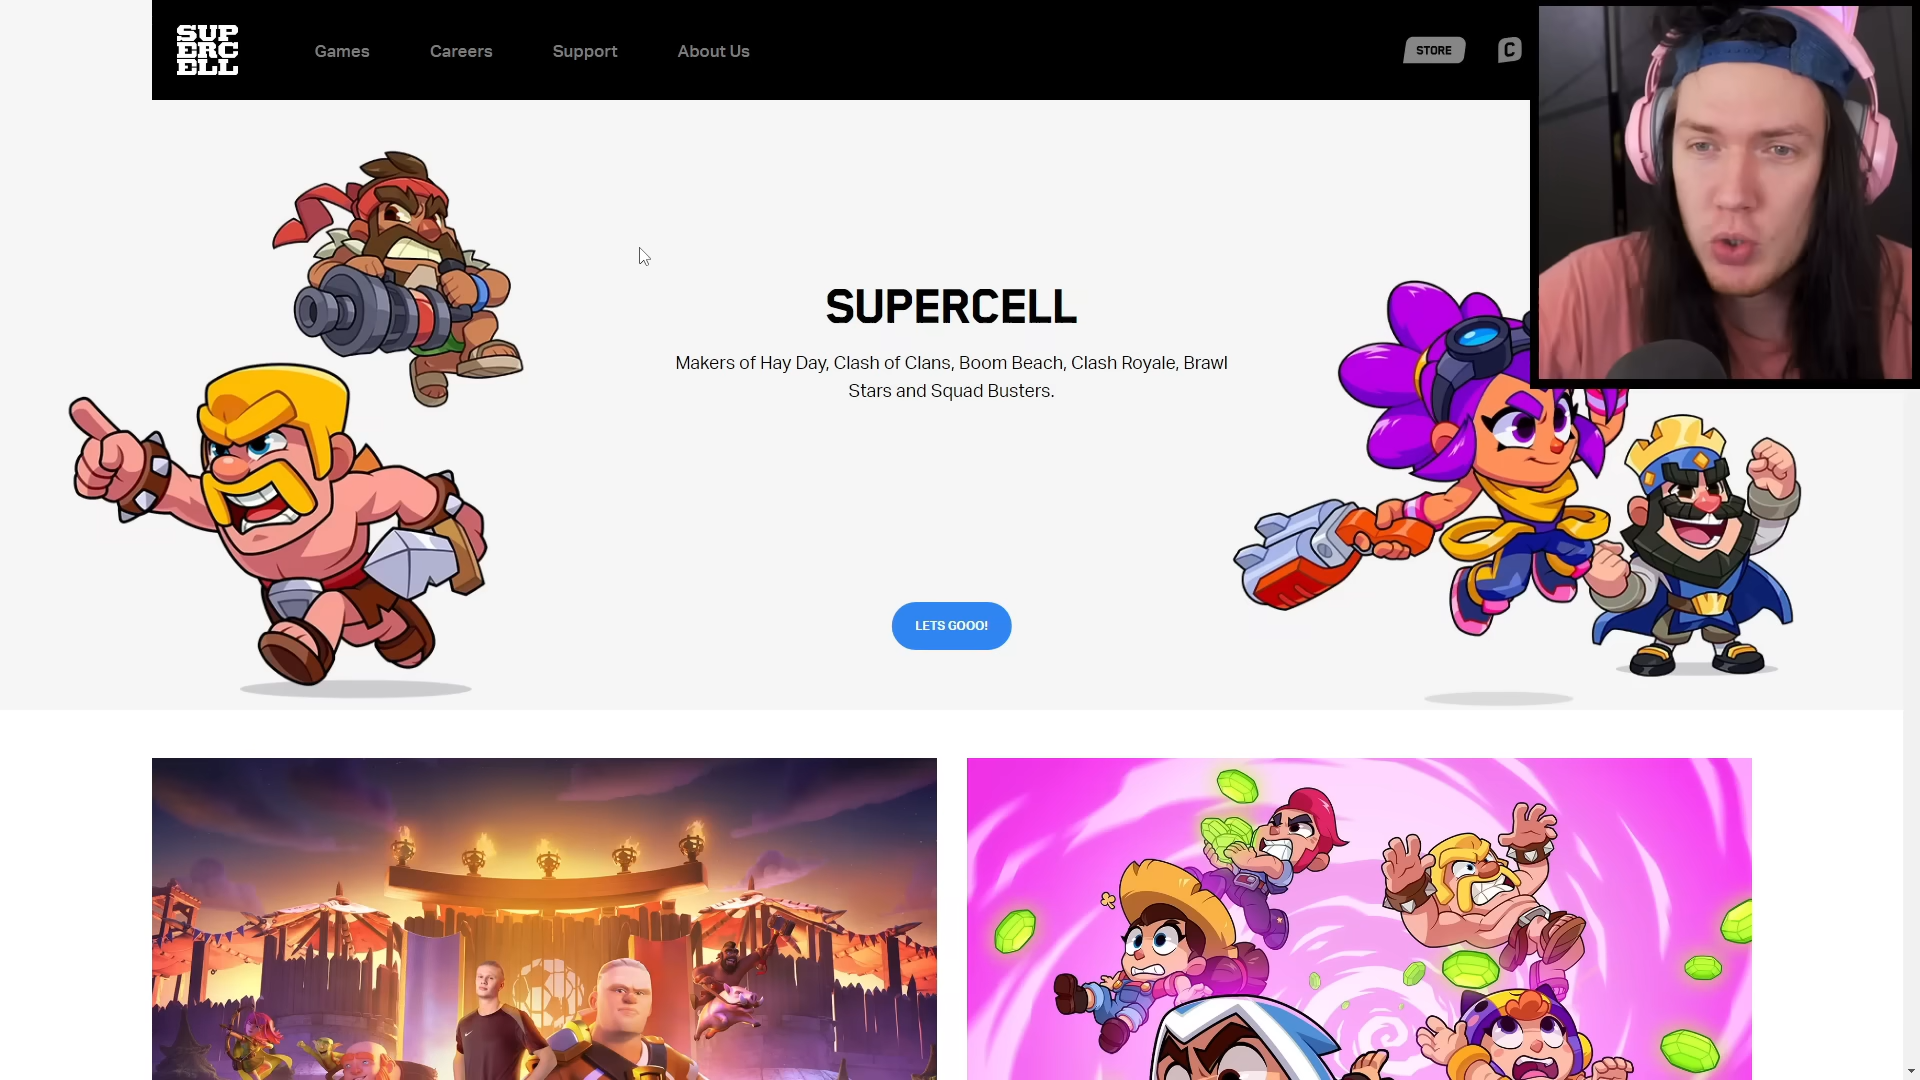 SUP
ERC
ELL
Games
Careers
Support
About Us
STORE
C
SUPERCELL
Makers of Hay Day, Clash of Clans, Boom Beach, Clash Royale, Brawl
Stars and Squad Busters.
LETS GOOO!